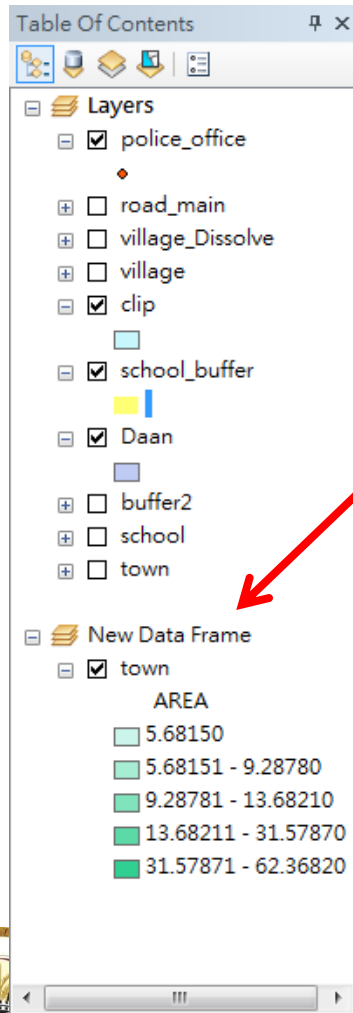 Table Of Contents
Layers
police_office
road_main
village_Dissolve
village
clip
school_buffer
Daan
buffer2
school
town
New Data Frame
town
AREA
5.68150
5.68151 - 9.28780
9.28781 - 13.68210
13.68211 - 31.57870
31.57871 - 62.36820